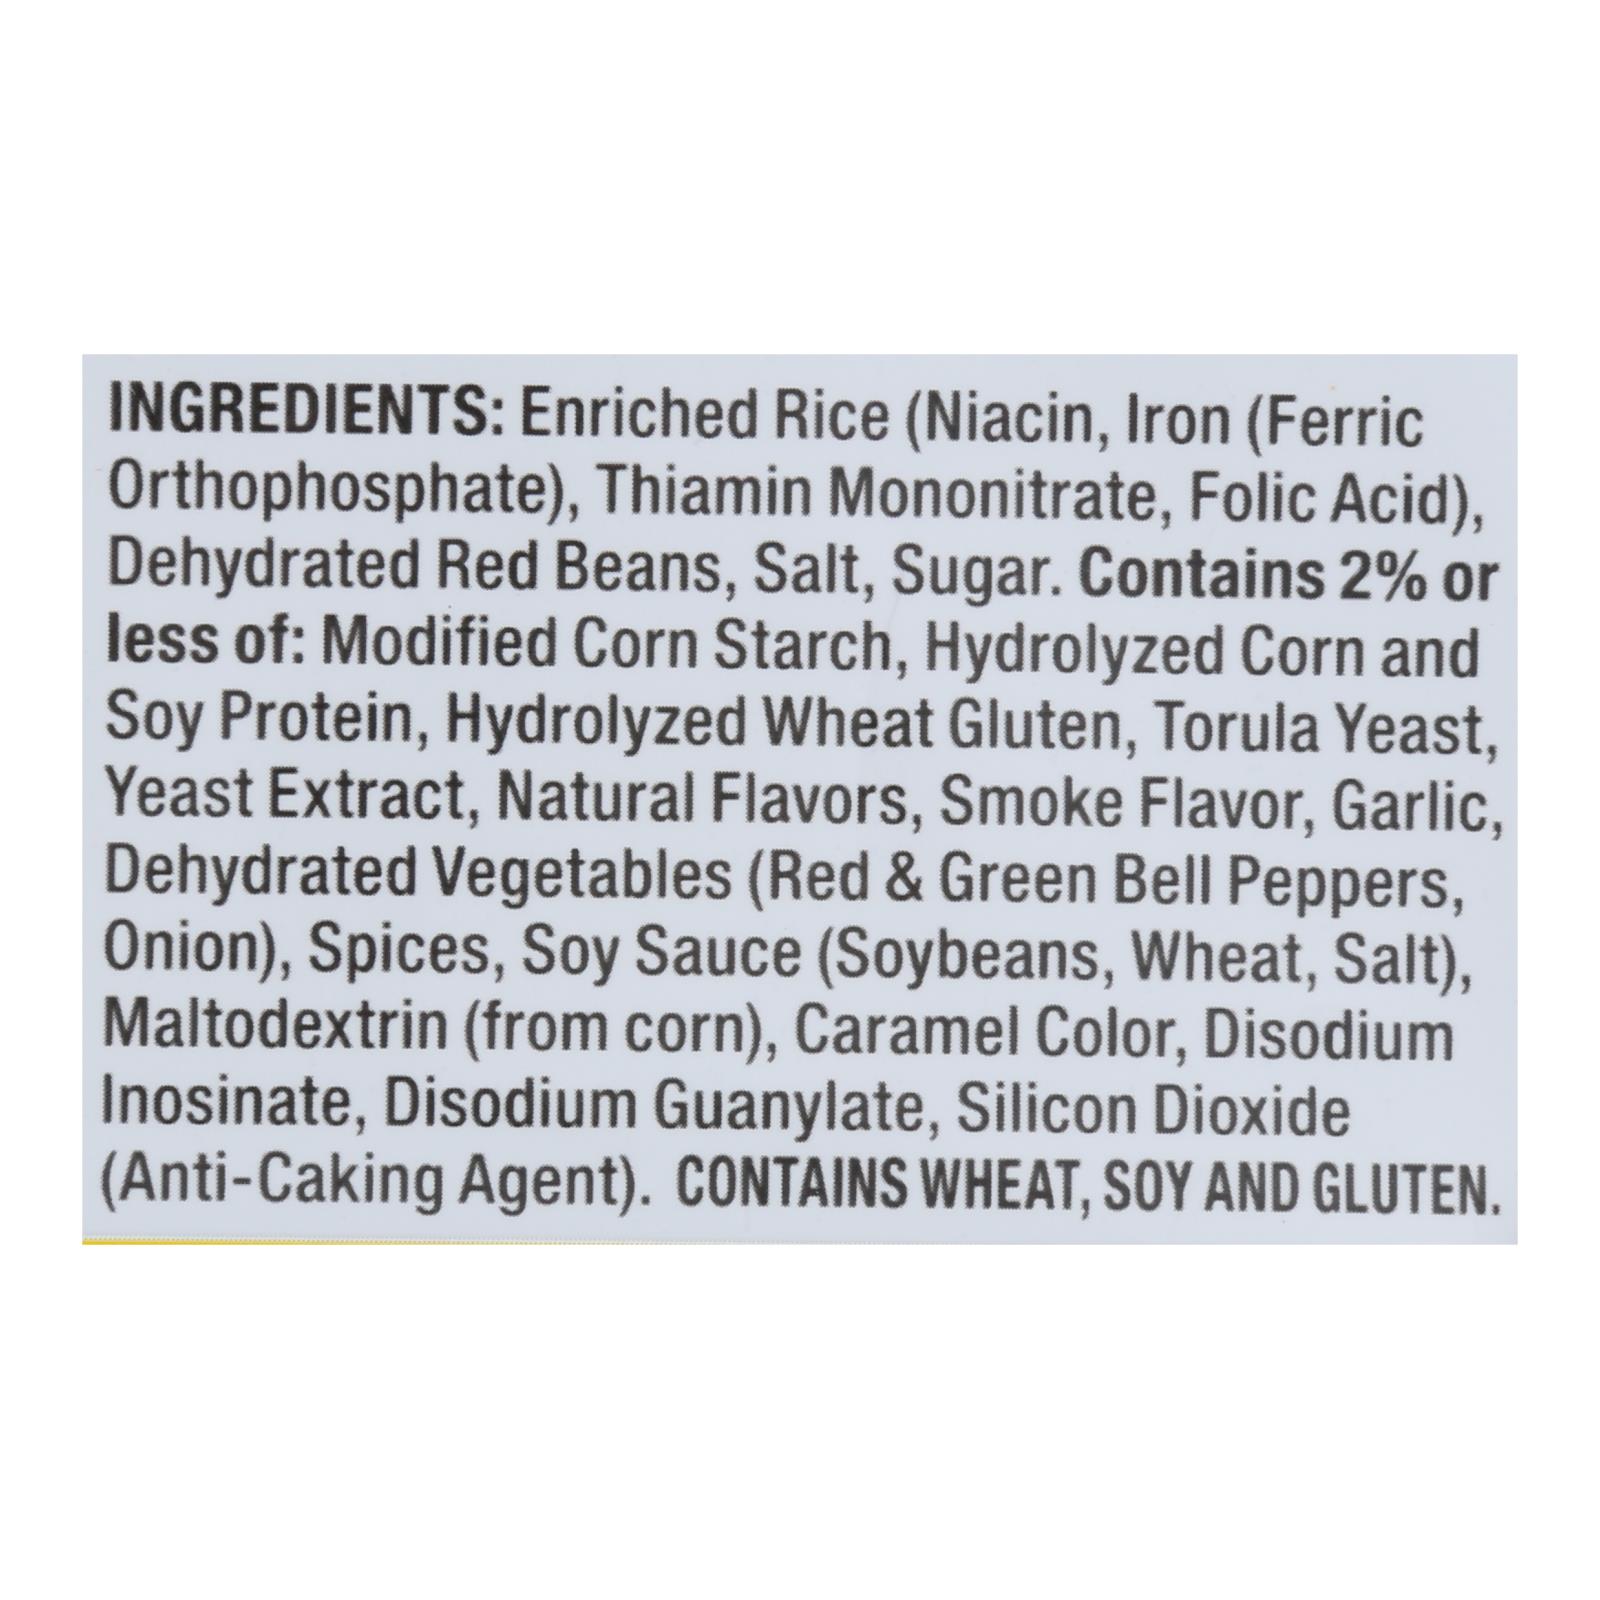 INGREDIENTS: Enriched Rice (Niacin, Iron (Ferric
Orthophosphate), Thiamin Mononitrate, Folic Acid),
Dehydrated Red Beans, Salt, Sugar. Contains 2% or
less of: Modified Corn Starch, Hydrolyzed Corn and
Soy Protein, Hydrolyzed Wheat Gluten, Torula Yeast,
Yeast Extract, Natural Flavors, Smoke Flavor, Garlic,
Dehydrated Vegetables (Red & Green Bell Peppers,
Onion), Spices, Soy Sauce (Soybeans, Wheat, Salt),
Maltodextrin (from corn), Caramel Color, Disodium
Inosinate, Disodium Guanylate, Silicon Dioxide
(Anti-Caking Agent). CONTAINS WHEAT, SOY AND GLUTEN.